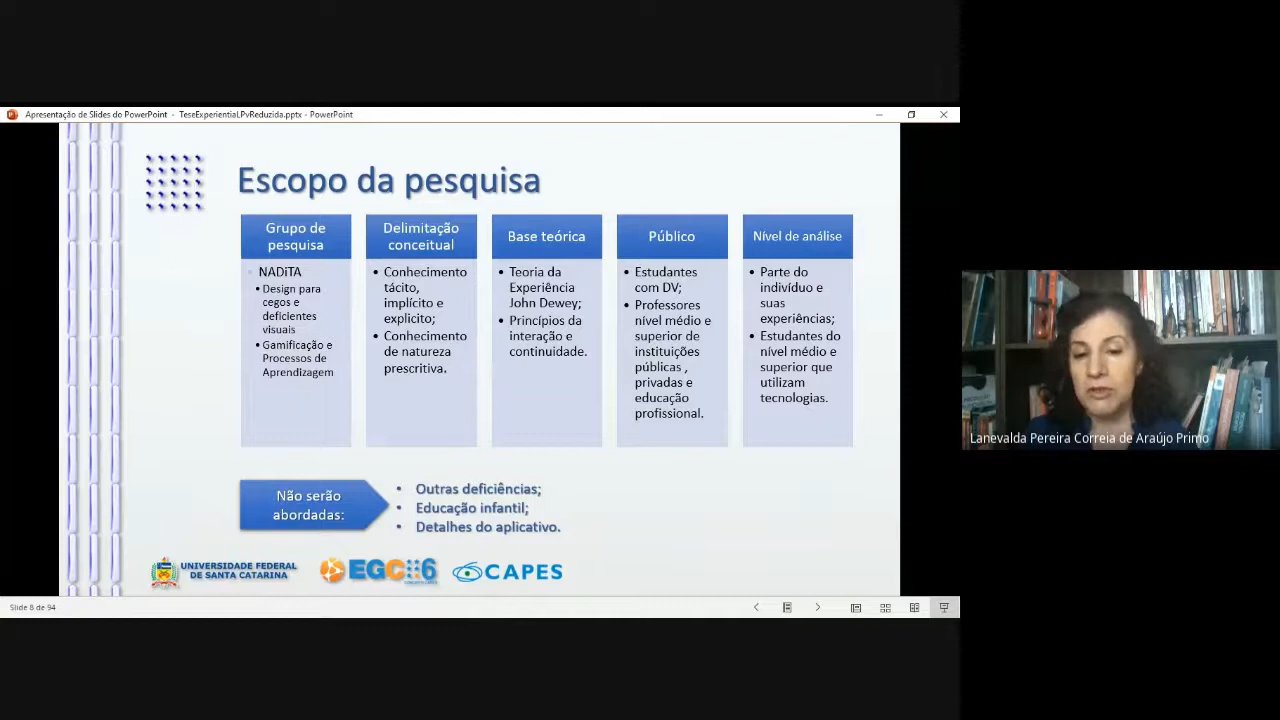 Apresentação de Slides do PowerPoint - TeseExperiential,PvReduzida.pptx - PowerPoint
Escopo da pesquisa
Grupo de
pesquisa
NADiTA
• Design para
cegos e
deficientes
visuais
• Gamificação e
Processos de
Aprendizagem
Delimitação
conceitual
• Conhecimento
tácito,
implícito e
explicito;
• Conhecimento
de natureza
prescritiva.
Base teórica
• Teoria da
Experiência
John Dewey;
• Princípios da
interação e
continuidade.
Público
• Estudantes
com DV;
• Professores
nível médio e
superior de
instituições
públicas ,
privadas e
educação
profissional.
Nível de análise
• Parte do
indivíduo e
suas
experiências;
• Estudantes do
nível médio e
superior que
utilizam
tecnologias.
Não serão
abordadas:
• Outras deficiências;
• Educação infantil;
• Detalhes do aplicativo.
UNIVERSIDADE FEDERAL
DE SANTA CATARINA
EGC 6
CAPES
Slide 8 de 94
Lanevalda Pereira Correia de Araújo Primo